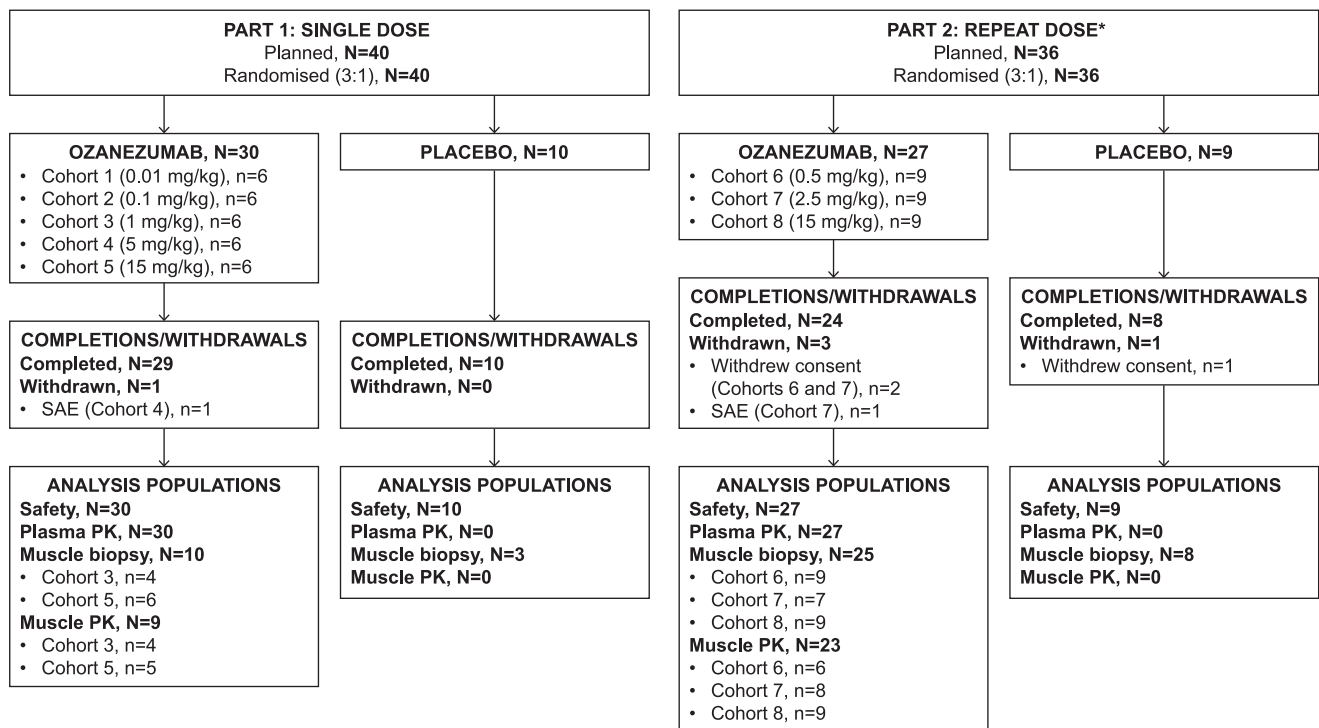 PART 1: SINGLE DOSE
Planned, N=40
Randomised (3:1), N=40
OZANEZUMAB, N=30
• Cohort 1 (0.01 mg/kg), n=6
• Cohort 2 (0.1 mg/kg), n=6
• Cohort 3 (1 mg/kg), n=6
• Cohort 4 (5 mg/kg), n=6
• Cohort 5 (15 mg/kg), n=6
PLACEBO, N=10
COMPLETIONS/WITHDRAWALS
Completed, N=29
Withdrawn, N=1
• SAE (Cohort 4), n=1
COMPLETIONS/WITHDRAWALS
Completed, N=10
Withdrawn, N=0
ANALYSIS POPULATIONS
Safety, N=30
Plasma PK, N=30
Muscle biopsy, N=10
• Cohort 3, n=4
• Cohort 5, n=6
Muscle PK, N=9
• Cohort 3, n=4
• Cohort 5, n=5
ANALYSIS POPULATIONS
Safety, N=10
Plasma PK, N=0
Muscle biopsy, N=3
Muscle PK, N=0
PART 2: REPEAT DOSE*
Planned, N=36
Randomised (3:1), N=36
OZANEZUMAB, N=27
• Cohort 6 (0.5 mg/kg), n=9
• Cohort 7 (2.5 mg/kg), n=9
• Cohort 8 (15 mg/kg), n=9
PLACEBO, N=9
COMPLETIONS/WITHDRAWALS
Completed, N=24
Withdrawn, N=3
• Withdrew consent
(Cohorts 6 and 7), n=2
• SAE (Cohort 7), n=1
COMPLETIONS/WITHDRAWALS
Completed, N=8
Withdrawn, N=1
• Withdrew consent, n=1
ANALYSIS POPULATIONS
Safety, N=27
Plasma PK, N=27
Muscle biopsy, N=25
• Cohort 6, n=9
• Cohort 7, n=7
• Cohort 8, n=9
Muscle PK, N=23
• Cohort 6, n=6
• Cohort 7, n=8
• Cohort 8, n=9
ANALYSIS POPULATIONS
Safety, N=9
Plasma PK, N=0
Muscle biopsy, N=8
Muscle PK, N=0